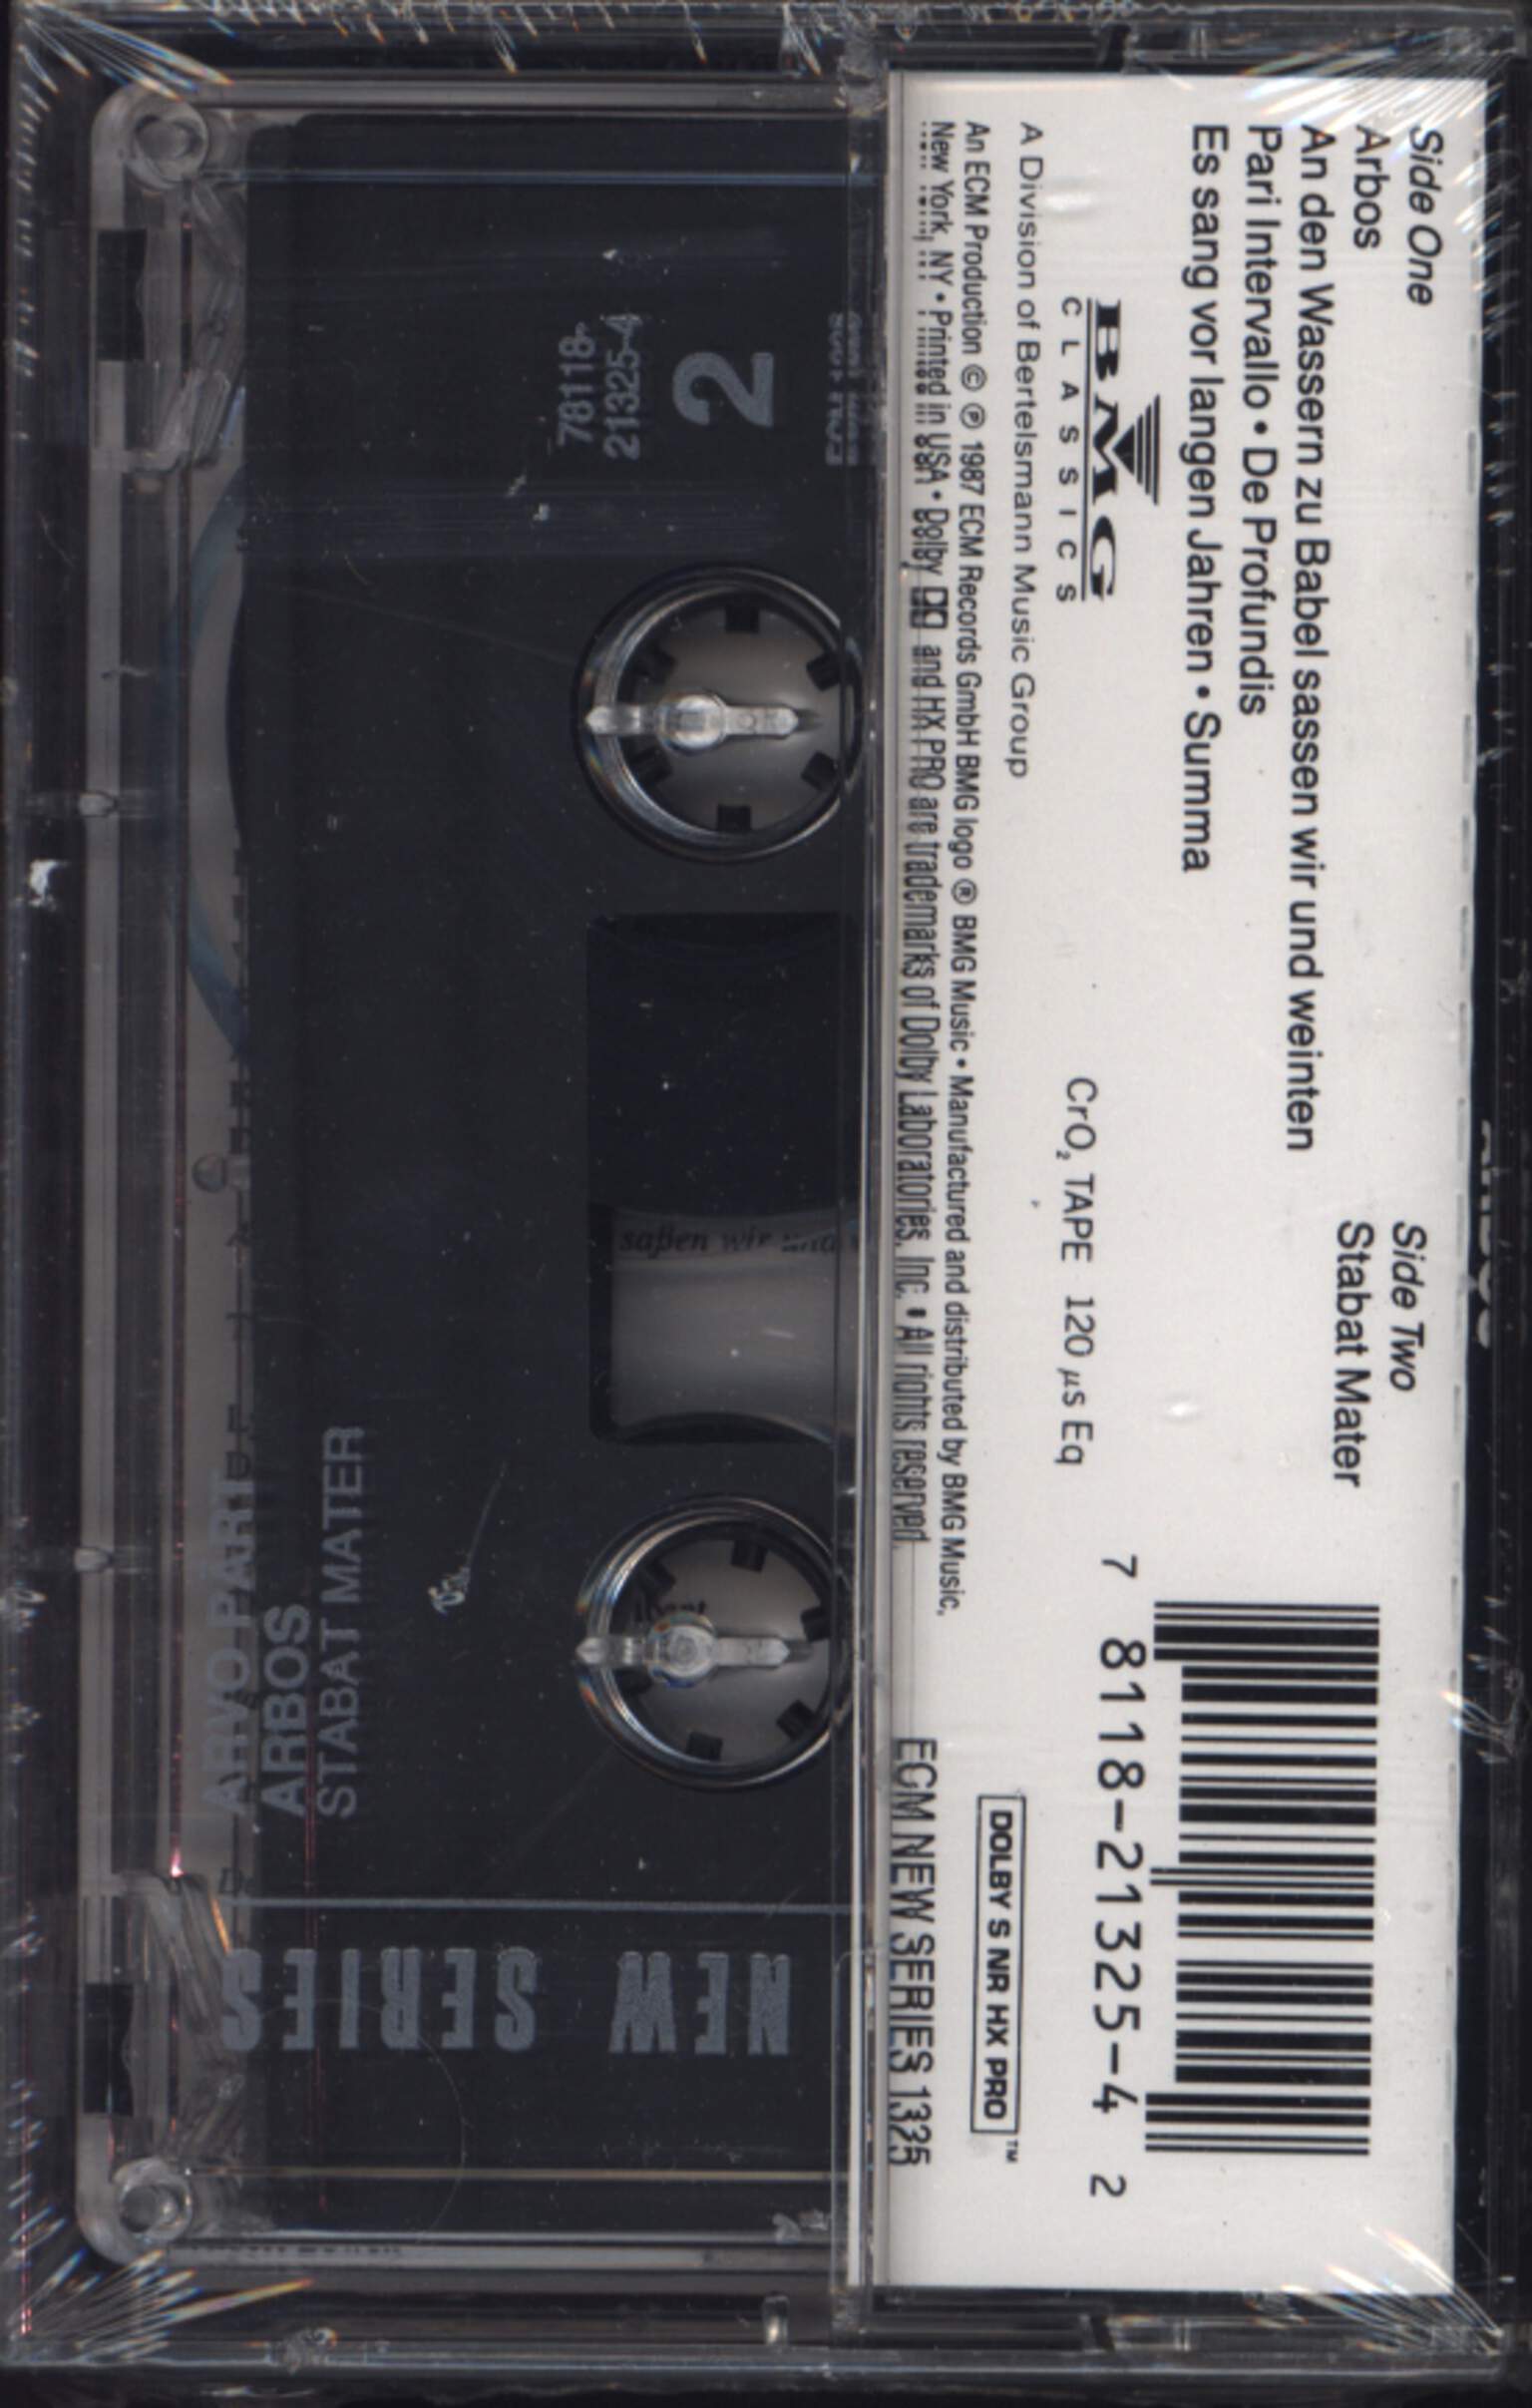 Side One
Arbos
An den Wassern zu Babel sassen wir und weinten
Pari Intervallo • De Profundis
Es sang vor langen Jahren • Summa
Side Two
Stabat Mater
BMG
CLASSICS
A Division of Bertelsmann Music Group
CrO₂ TAPE 120 µs Eq
7 8118-21325-4 2
DOLBY S NR HX PRO™
An ECM Production © ℗ 1987 ECM Records GmbH BMG logo ® BMG Music • Manufactured and distributed by BMG Music,
New York, NY • Printed in USA • Dolby and HX PRO are trademarks of Dolby Laboratories, Inc. • All rights reserved.
ECM NEW SERIES 1325
2
21325-4
78118-
saßen wir und
ARVO PÄRT
ARBOS
STABAT MATER
NEW SERIES